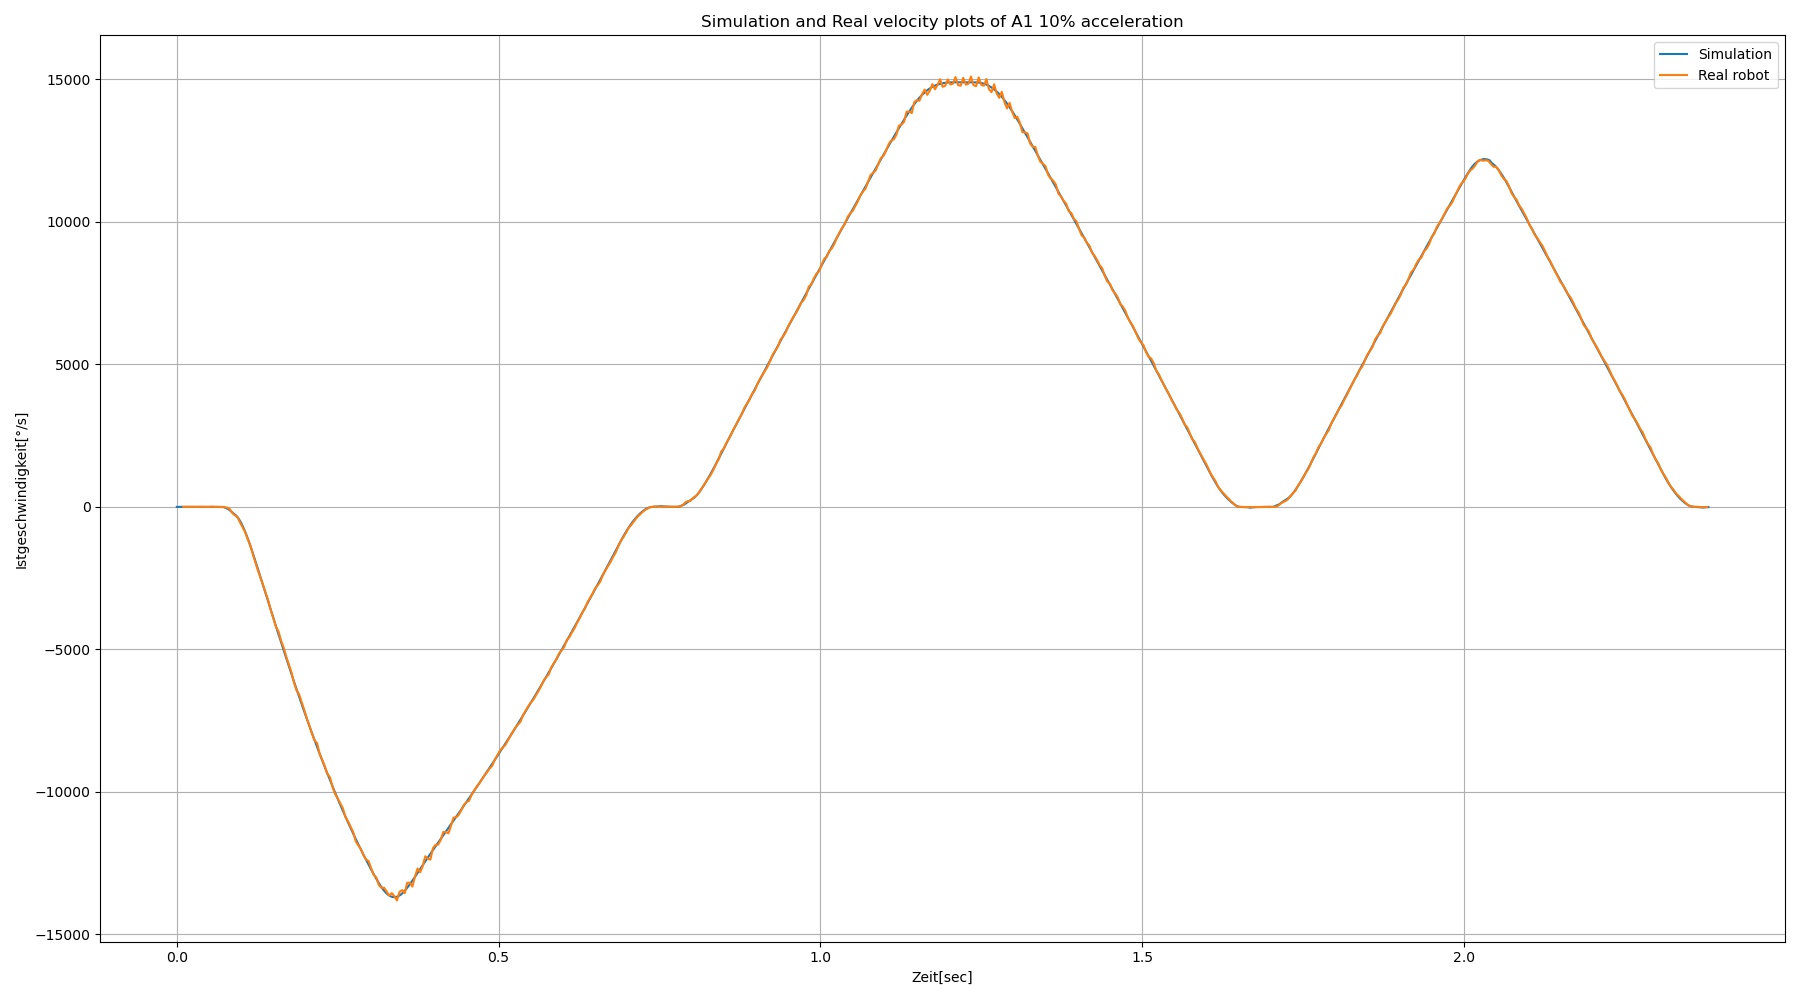 Simulation and Real velocity plots of A1 10% acceleration
Simulation
Real robot
15000
10000
5000
0
−5000
−10000
−15000
Istgeschwindigkeit[°/s]
0.0 0.5 1.0 1.5 2.0
Zeit[sec]